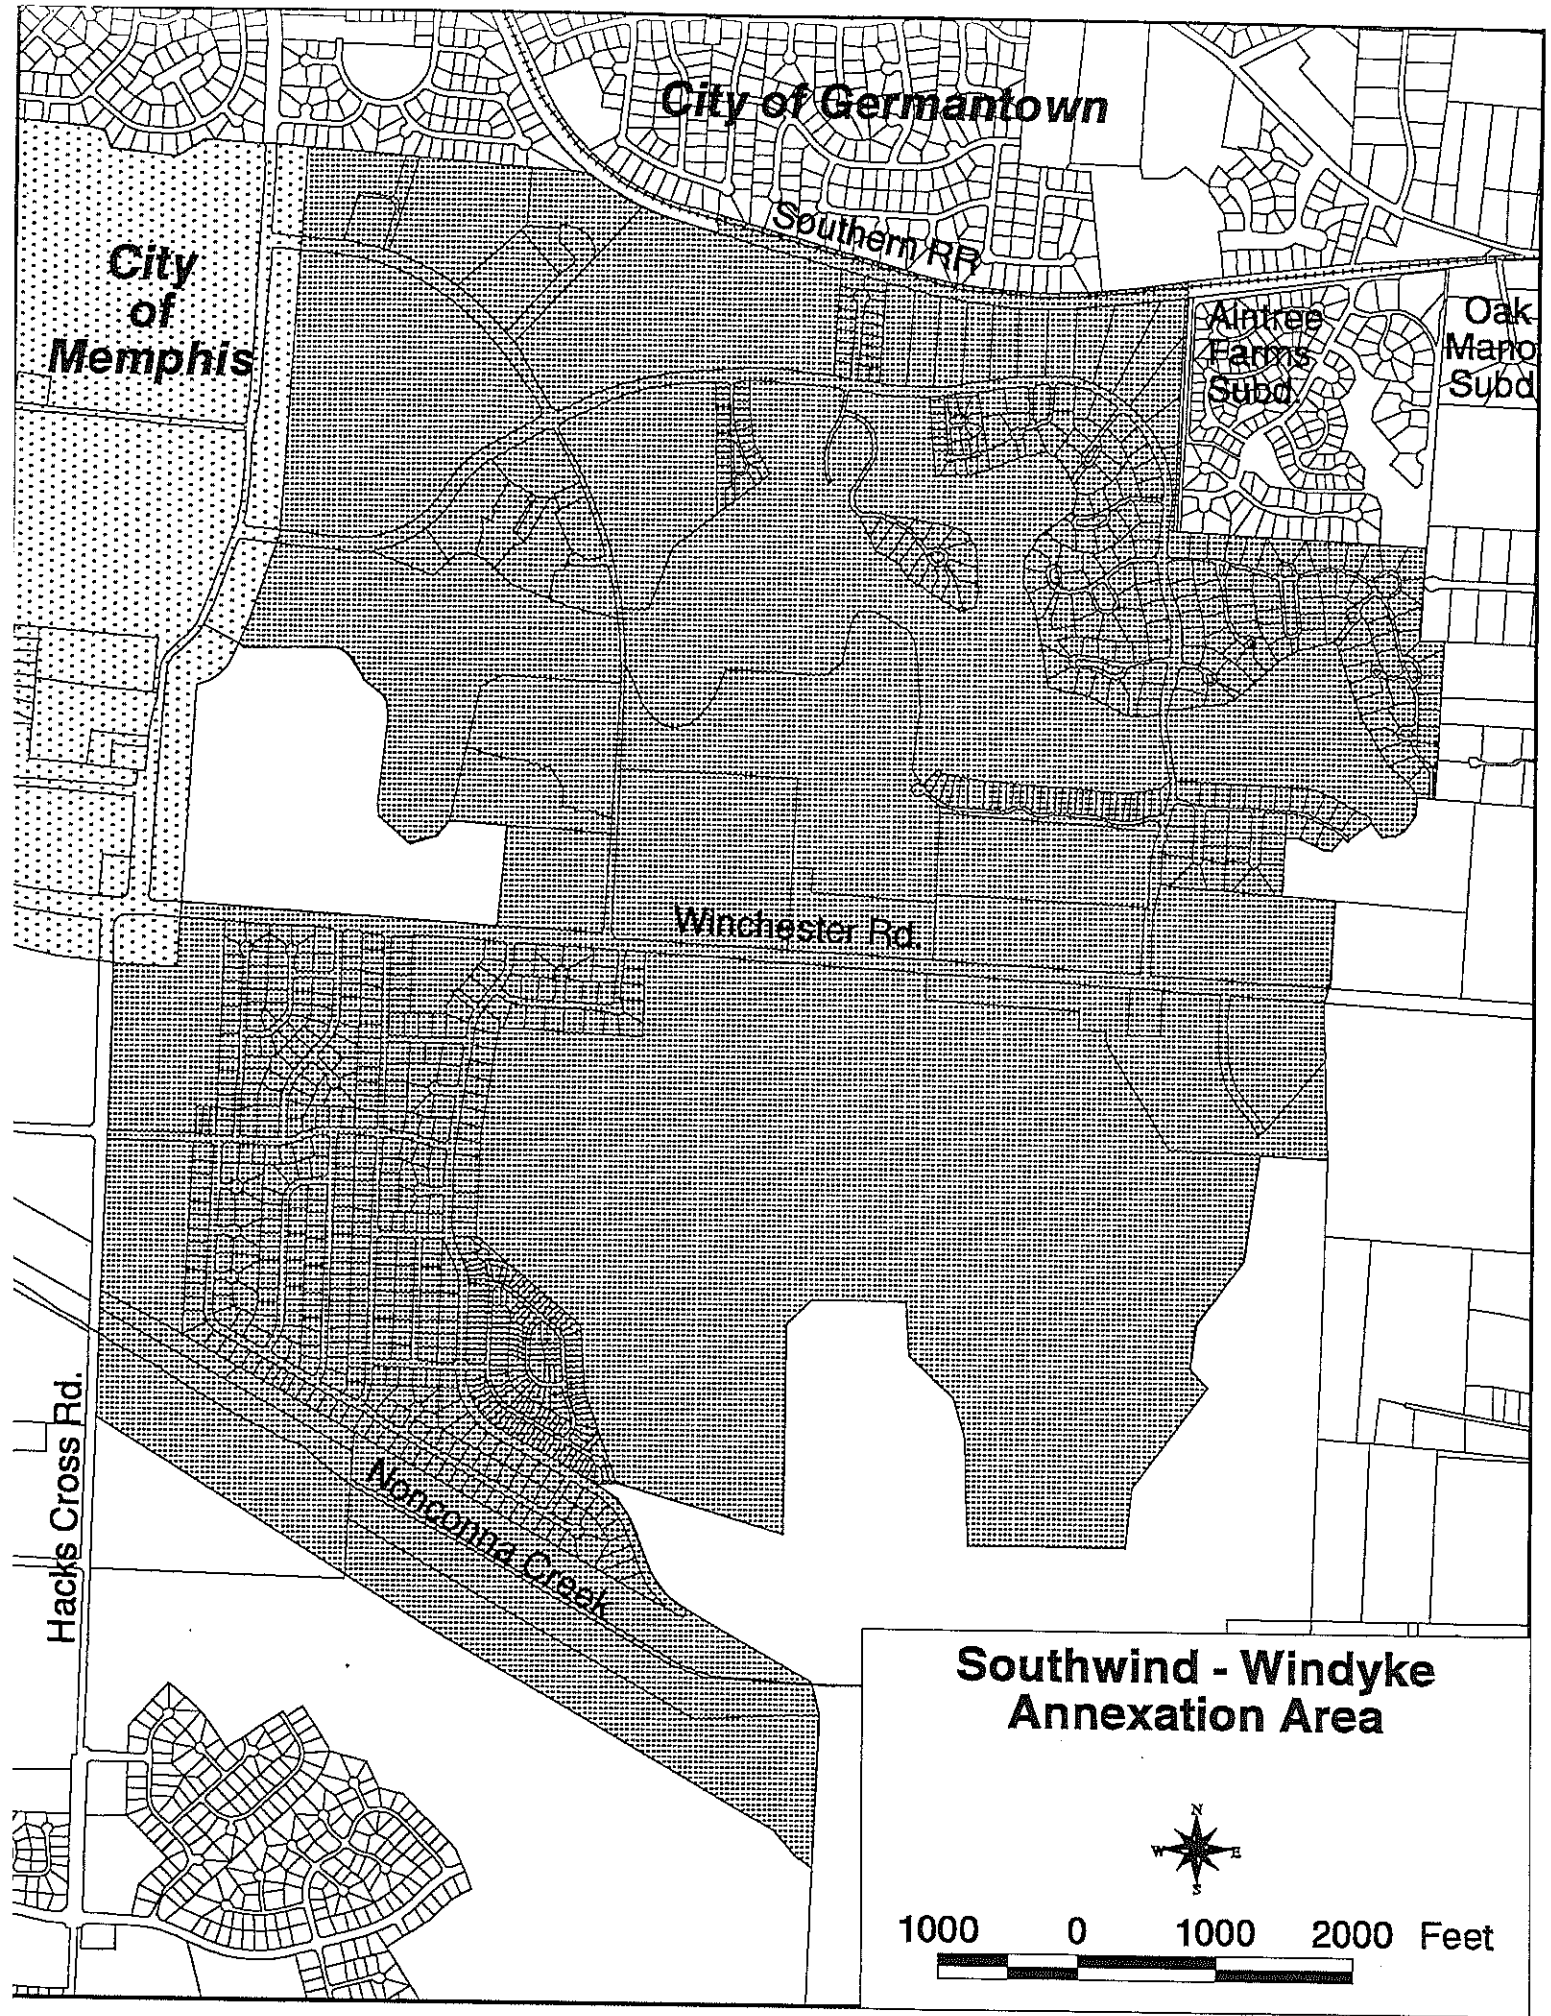 City of Germantown
Southern RR
City
of
Memphis
Aintree
Farms
Subd.
Oak
Mano
Subd
Winchester Rd.
Hacks Cross Rd.
Nonconna Creek
Southwind - Windyke
Annexation Area
N
W E
S
1000 0 1000 2000 Feet